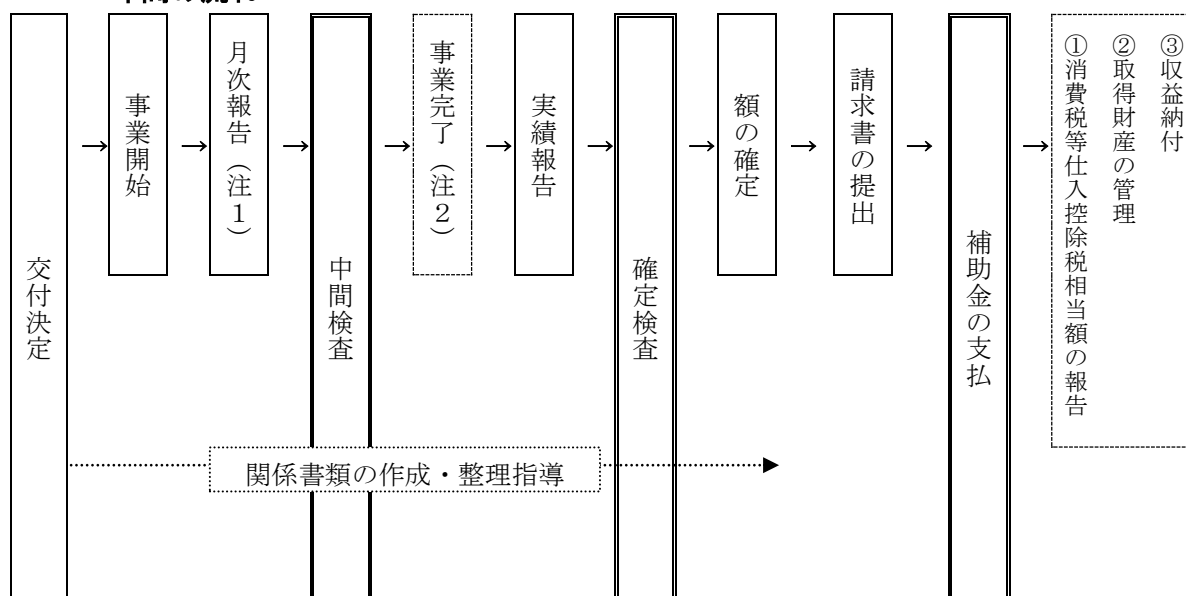 交付決定
→
事業開始
→
月次報告（注１）
→
中間検査
→
事業完了（注２）
→
実績報告
→
確定検査
→
額の確定
→
請求書の提出
→
補助金の支払
→
①消費税等仕入控除税相当額の報告
②取得財産の管理
③収益納付
関係書類の作成・整理指導